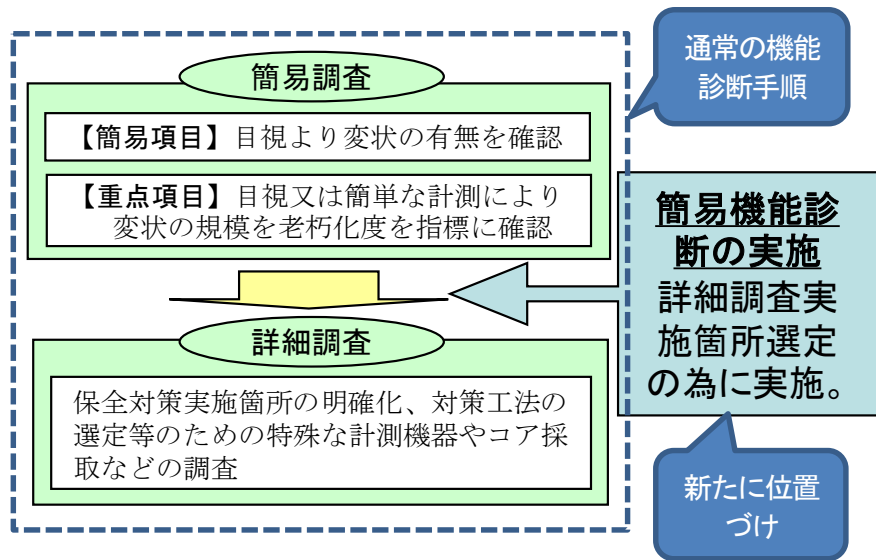 通常の機能
診断手順
簡易調査
【簡易項目】目視より変状の有無を確認
【重点項目】目視又は簡単な計測により
変状の規模を老朽化度を指標に確認
簡易機能診
断の実施
詳細調査実
施箇所選定
の為に実施。
詳細調査
保全対策実施箇所の明確化、対策工法の
選定等のための特殊な計測機器やコア採
取などの調査
新たに位置
づけ